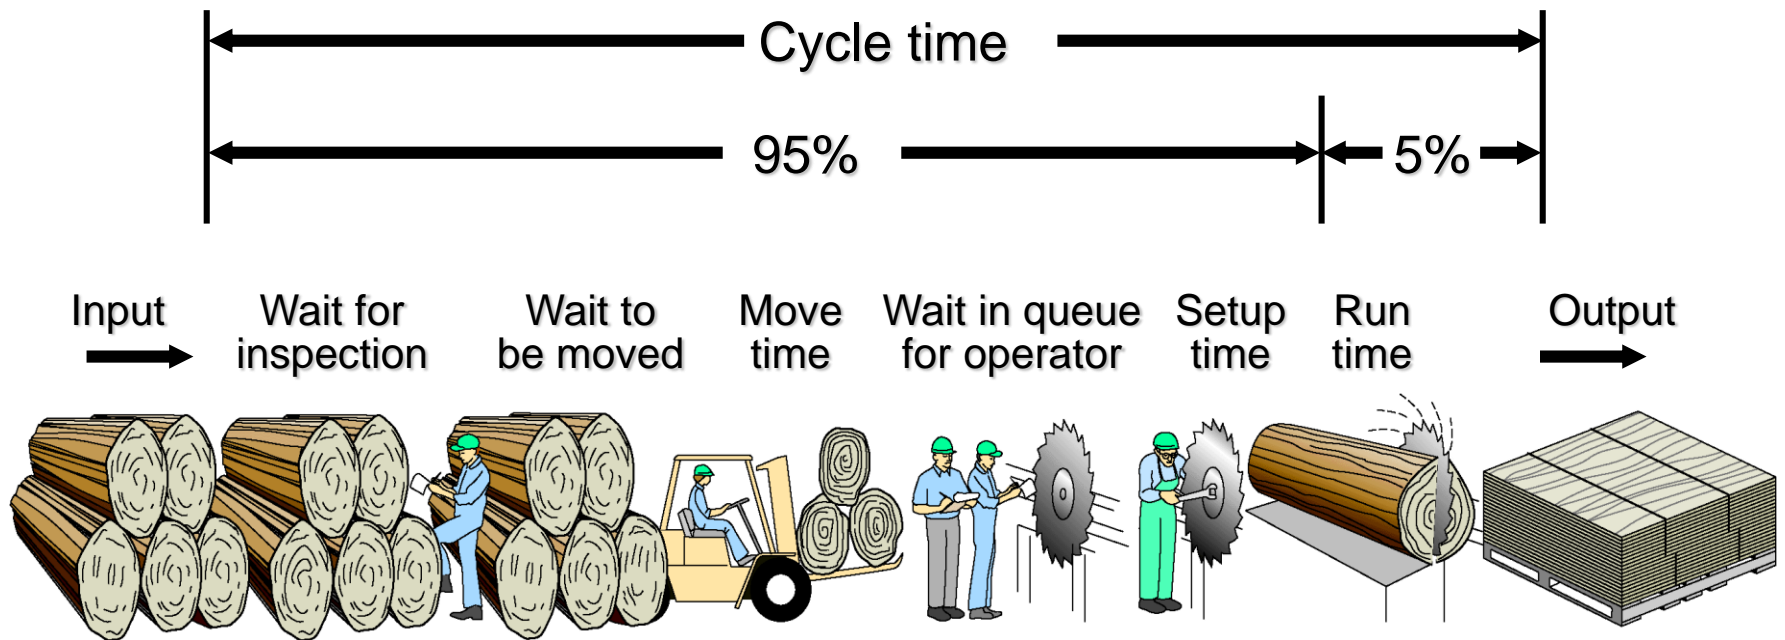 Cycle time
95%
5%
Input
Wait for
inspection
Wait to
be moved
Move
time
Wait in queue
for operator
Setup
time
Run
time
Output